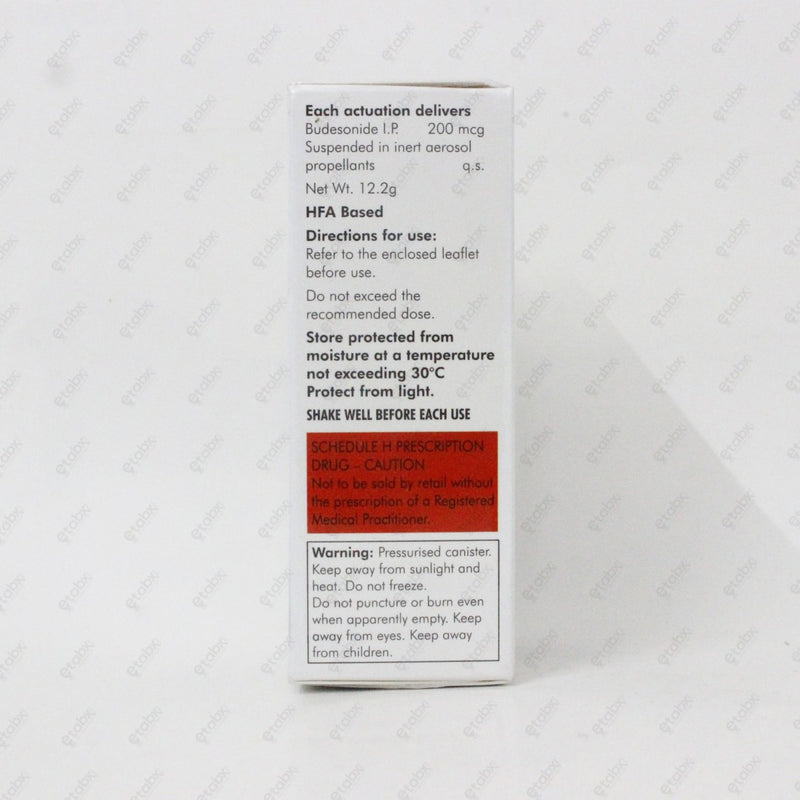 Each actuation delivers
Budesonide I.P. 200 mcg
Suspended in inert aerosol
propellants q.s.
Net Wt. 12.2g
HFA Based
Directions for use:
Refer to the enclosed leaflet
before use.
Do not exceed the
recommended dose.
Store protected from
moisture at a temperature
not exceeding 30°C
Protect from light.
SHAKE WELL BEFORE EACH USE
SCHEDULE H PRESCRIPTION
DRUG – CAUTION
Not to be sold by retail without
the prescription of a Registered
Medical Practitioner.
Warning: Pressurised canister.
Keep away from sunlight and
heat. Do not freeze.
Do not puncture or burn even
when apparently empty. Keep
away from eyes. Keep away
from children.
etabx